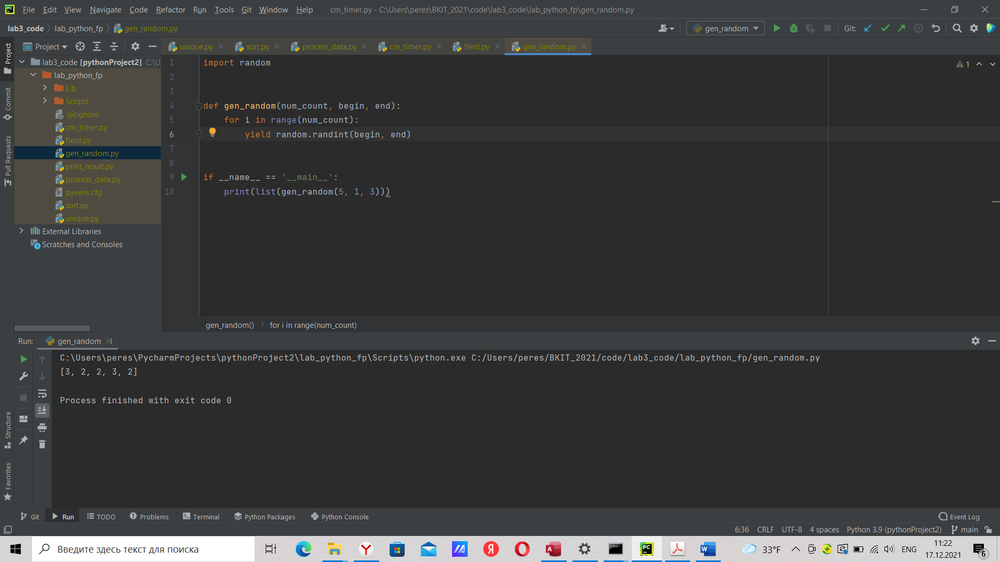 File Edit View Navigate Code Refactor Run Tools Git Window Help cm_timer.py - C:\Users\peres\BKIT_2021\code\lab3_code\lab_python_fp\gen_random.py
lab3_code lab_python_fp gen_random.py gen_random Git:
Project unique.py sort.py process_data.py cm_timer.py field.py gen_random.py
Project
Commit
Pull Requests
Structure
Favorites
lab3_code [pythonProject2] C:\U
lab_python_fp
Lib
Scripts
.gitignore
cm_timer.py
field.py
gen_random.py
print_result.py
process_data.py
pyvenv.cfg
sort.py
unique.py
External Libraries
Scratches and Consoles
1 import random
2
3
4 def gen_random(num_count, begin, end):
5 for i in range(num_count):
6 yield random.randint(begin, end)
7
8
9 if __name__ == '__main__':
10 print(list(gen_random(5, 1, 3)))
1
gen_random() for i in range(num_count)
Run: gen_random
C:\Users\peres\PycharmProjects\pythonProject2\lab_python_fp\Scripts\python.exe C:/Users/peres/BKIT_2021/code/lab3_code/lab_python_fp/gen_random.py
[3, 2, 2, 3, 2]
Process finished with exit code 0
Git Run TODO Problems Terminal Python Packages Python Console Event Log
6:36 CRLF UTF-8 4 spaces Python 3.9 (pythonProject2) main
Введите здесь текст для поиска 33°F ENG 11:22
17.12.2021 6